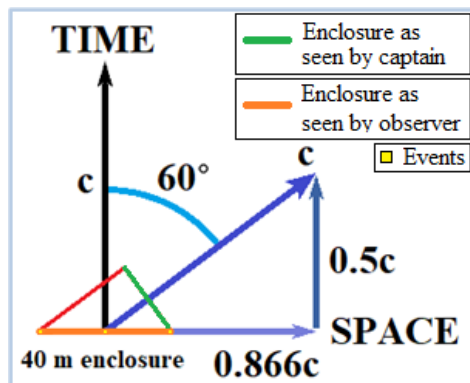 TIME
Enclosure as
seen by captain
Enclosure as
seen by observer
Events
c
60°
c
0.5c
SPACE
40 m enclosure
0.866c